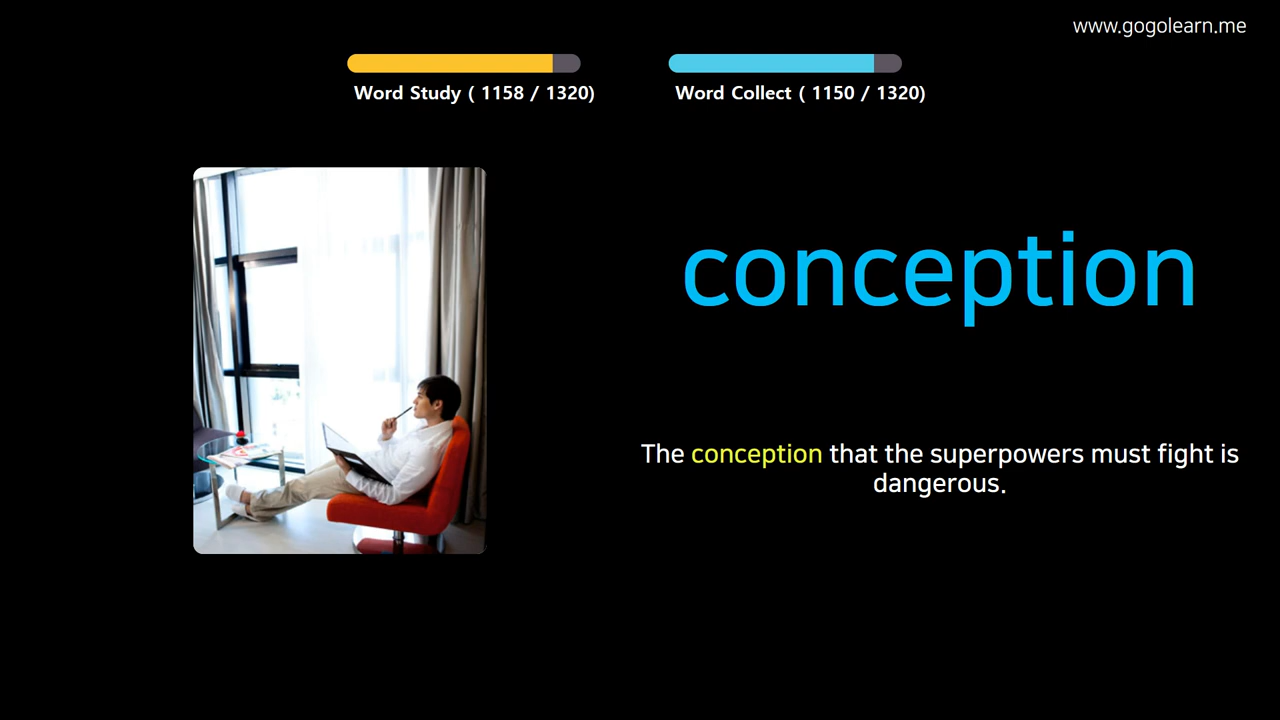 www.gogolearn.me
Word Study ( 1158 / 1320)
Word Collect ( 1150 / 1320)
conception
The conception that the superpowers must fight is
dangerous.